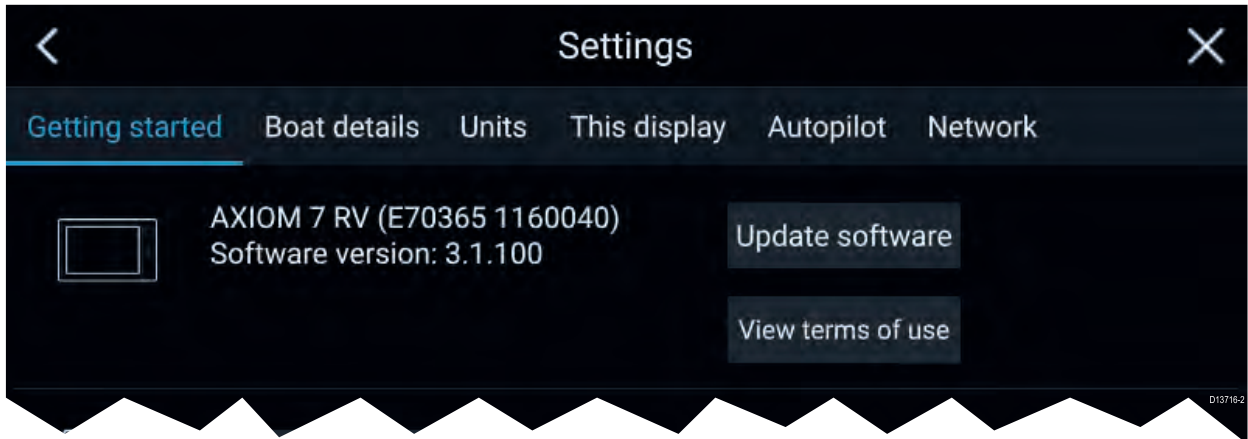 Settings
Getting started Boat details Units This display Autopilot Network
AXIOM 7 RV (E70365 1160040)
Software version: 3.1.100
Update software
View terms of use
D13716-2